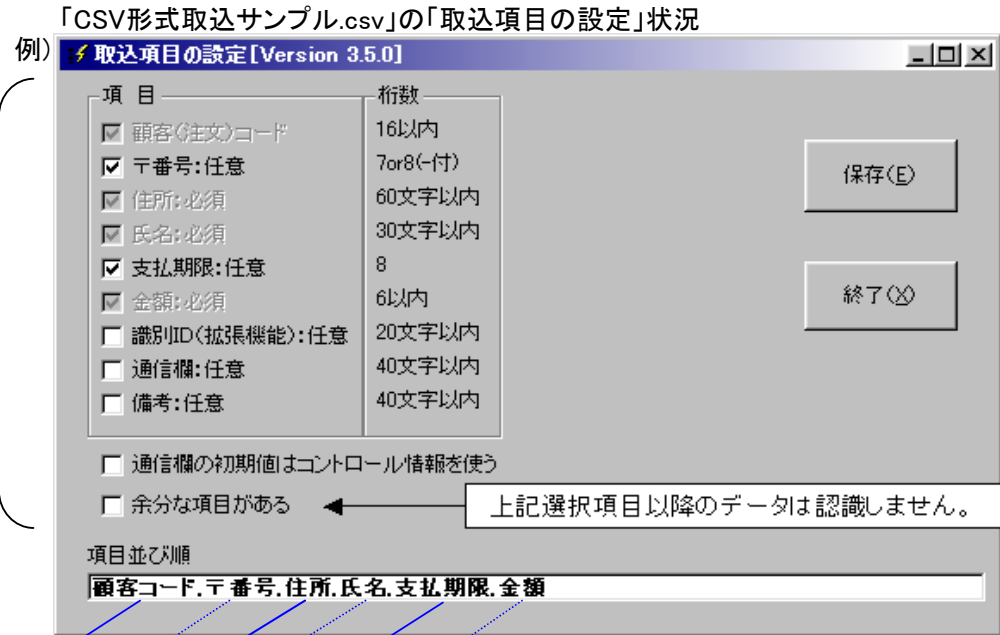 「CSV形式取込サンプル.csv」の「取込項目の設定」状況
例)
取込項目の設定[Version 3.5.0]
項 目 桁数
顧客(注文)コード 16以内
〒番号:任意 7or8(-付)
住所:必須 60文字以内
氏名:必須 30文字以内
支払期限:任意 8
金額:必須 6以内
識別ID(拡張機能):任意 20文字以内
通信欄:任意 40文字以内
備考:任意 40文字以内
保存(E)
終了(X)
通信欄の初期値はコントロール情報を使う
余分な項目がある
上記選択項目以降のデータは認識しません。
項目並び順
顧客コード,〒番号,住所,氏名,支払期限,金額